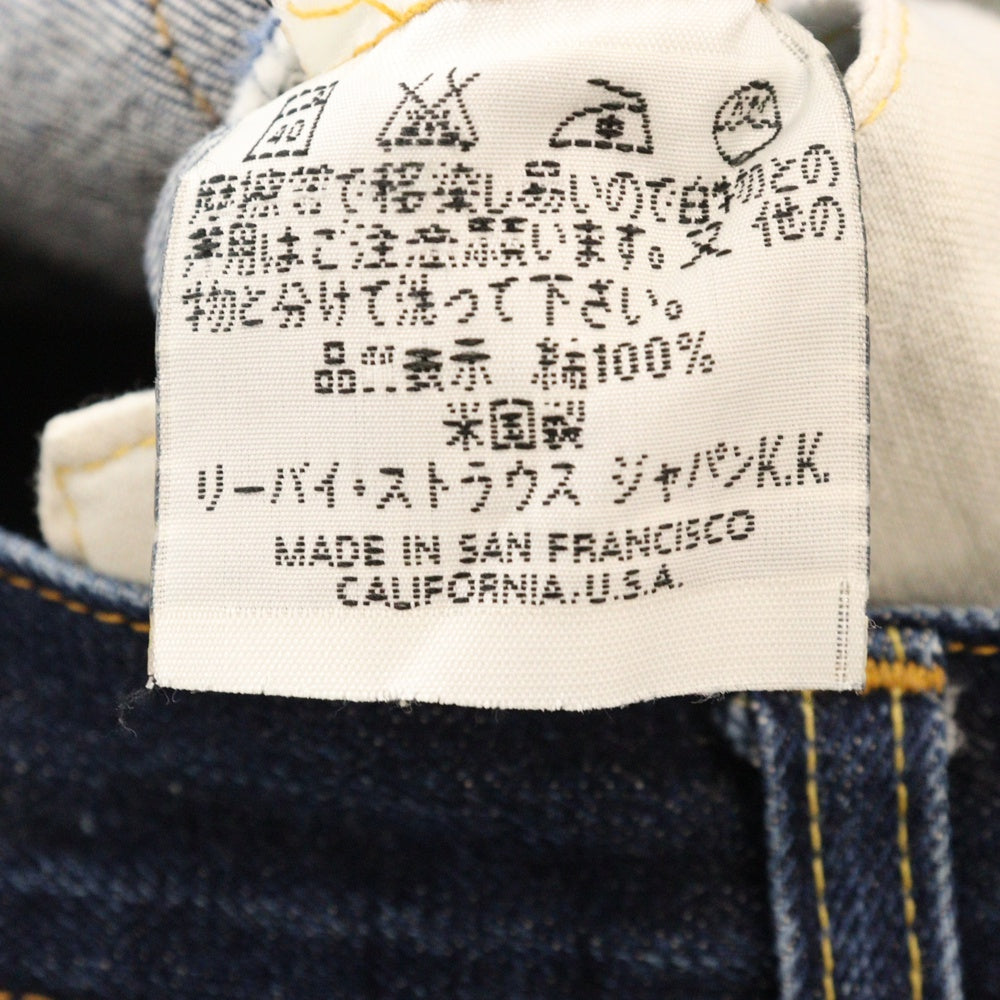 40
摩擦等で移染し易いので白物との
着用はご注意願います。又 他の
物と分けて洗って下さい。
品質表示 綿100%
米国製
リーバイ・ストラウス ジャパンK.K.
MADE IN SAN FRANCISCO
CALIFORNIA, U.S.A.